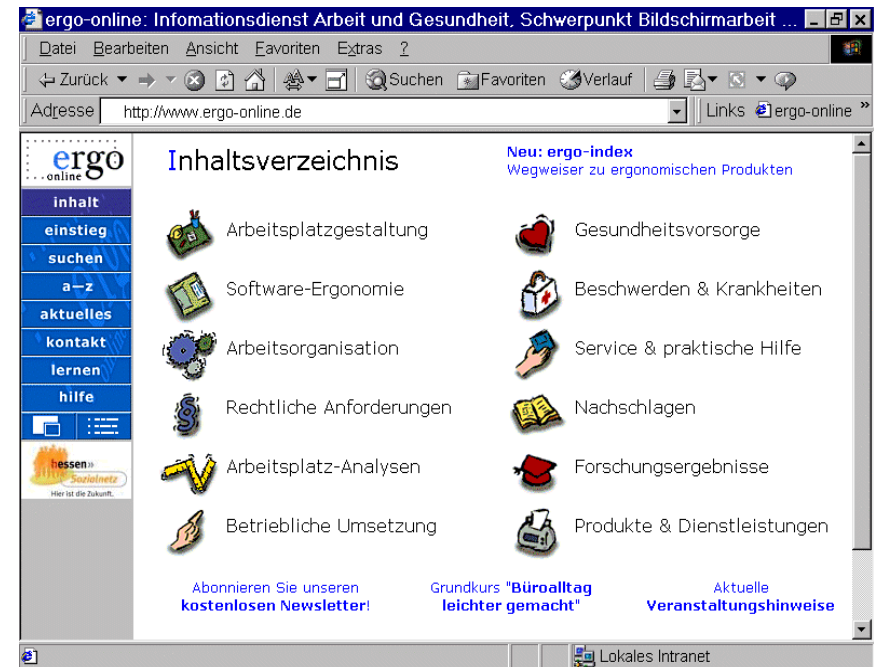 ergo-online: Infomationsdienst Arbeit und Gesundheit, Schwerpunkt Bildschirmarbeit ...
Datei Bearbeiten Ansicht Favoriten Extras ?
Zurück Suchen Favoriten Verlauf
Adresse http://www.ergo-online.de Links ergo-online »
ergo
online
inhalt
einstieg
suchen
a—z
aktuelles
kontakt
lernen
hilfe
hessen»
Sozialnetz
Hier ist die Zukunft.
Inhaltsverzeichnis
Neu: ergo-index
Wegweiser zu ergonomischen Produkten
Arbeitsplatzgestaltung
Software-Ergonomie
Arbeitsorganisation
Rechtliche Anforderungen
Arbeitsplatz-Analysen
Betriebliche Umsetzung
Gesundheitsvorsorge
Beschwerden & Krankheiten
Service & praktische Hilfe
Nachschlagen
Forschungsergebnisse
Produkte & Dienstleistungen
Abonnieren Sie unseren
kostenlosen Newsletter!
Grundkurs "Büroalltag
leichter gemacht"
Aktuelle
Veranstaltungshinweise
Lokales Intranet